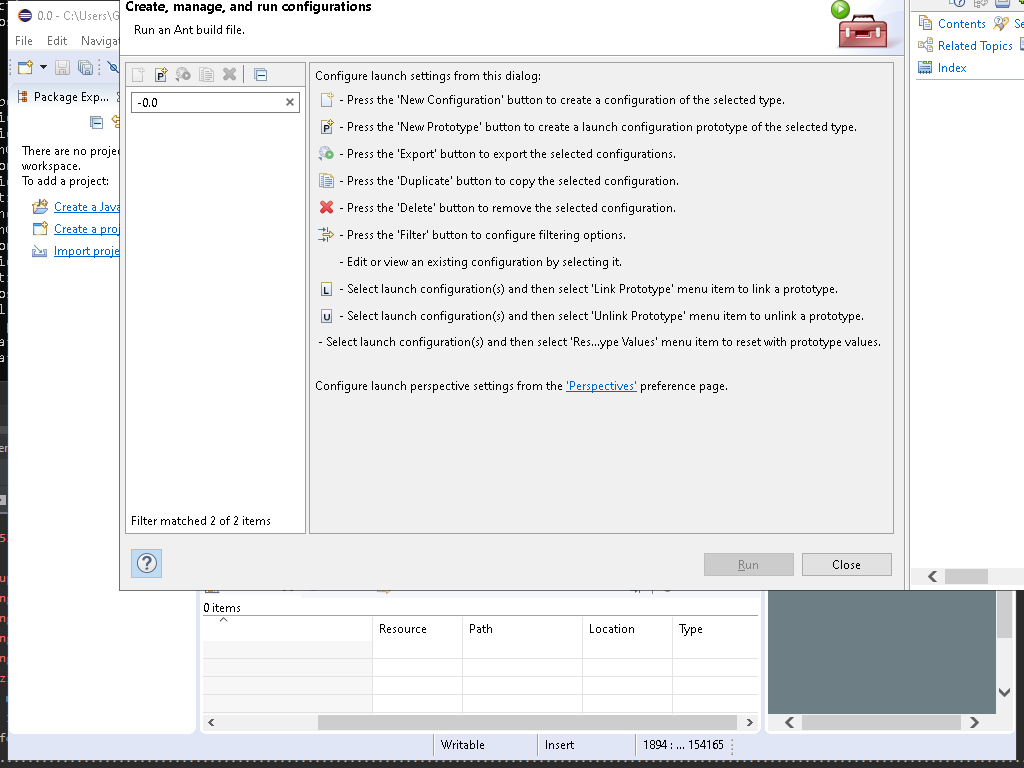 0.0 - C:\Users\G
File Edit Naviga
Package Exp...
There are no proje
workspace.
To add a project:
Create a Java
Create a proj
Import proje
Create, manage, and run configurations
Run an Ant build file.
-0.0
Filter matched 2 of 2 items
Configure launch settings from this dialog:
- Press the 'New Configuration' button to create a configuration of the selected type.
P - Press the 'New Prototype' button to create a launch configuration prototype of the selected type.
- Press the 'Export' button to export the selected configurations.
- Press the 'Duplicate' button to copy the selected configuration.
- Press the 'Delete' button to remove the selected configuration.
- Press the 'Filter' button to configure filtering options.
- Edit or view an existing configuration by selecting it.
L - Select launch configuration(s) and then select 'Link Prototype' menu item to link a prototype.
U - Select launch configuration(s) and then select 'Unlink Prototype' menu item to unlink a prototype.
- Select launch configuration(s) and then select 'Res...ype Values' menu item to reset with prototype values.
Configure launch perspective settings from the 'Perspectives' preference page.
?
Run Close
Contents Se
Related Topics
Index
0 items
Resource Path Location Type
Writable Insert 1894 : ... 154165